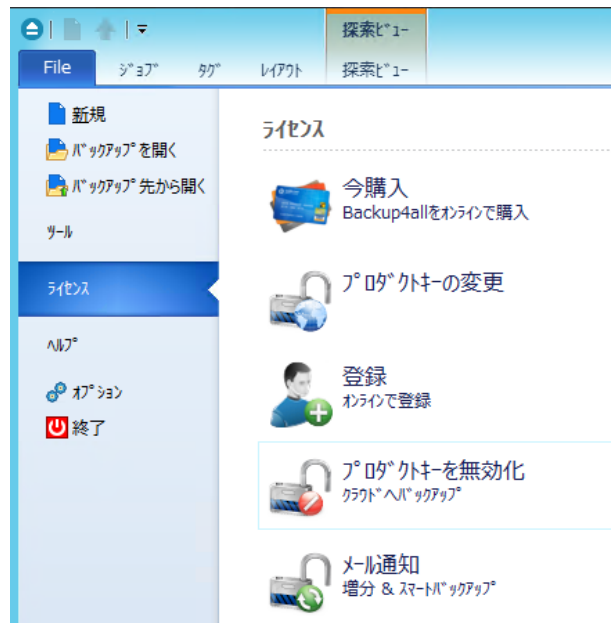 探索ﾋﾞｭｰ
File ｼﾞｮﾌﾞ ﾀｸﾞ ﾚｲｱｳﾄ 探索ﾋﾞｭｰ
新規
ﾊﾞｯｸｱｯﾌﾟを開く
ﾊﾞｯｸｱｯﾌﾟ先から開く
ﾂｰﾙ
ﾗｲｾﾝｽ
ﾍﾙﾌﾟ
ｵﾌﾟｼｮﾝ
終了
ﾗｲｾﾝｽ
今購入
Backup4allをｵﾝﾗｲﾝで購入
ﾌﾟﾛﾀﾞｸﾄｷｰの変更
登録
ｵﾝﾗｲﾝで登録
ﾌﾟﾛﾀﾞｸﾄｷｰを無効化
ｸﾗｳﾄﾞへﾊﾞｯｸｱｯﾌﾟ
ﾒｰﾙ通知
増分 & ｽﾏｰﾄﾊﾞｯｸｱｯﾌﾟ